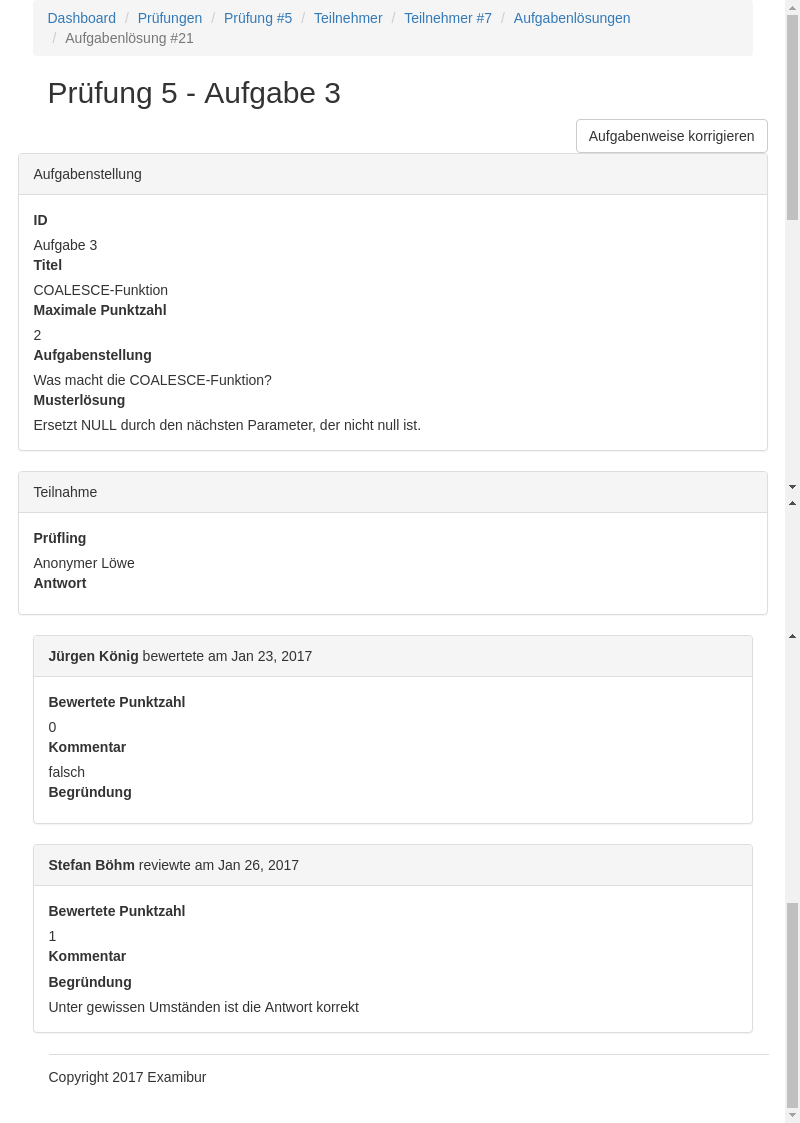 Dashboard / Prüfungen / Prüfung #5 / Teilnehmer / Teilnehmer #7 / Aufgabenlösungen
/ Aufgabenlösung #21
Prüfung 5 - Aufgabe 3
Aufgabenweise korrigieren
Aufgabenstellung
ID
Aufgabe 3
Titel
COALESCE-Funktion
Maximale Punktzahl
2
Aufgabenstellung
Was macht die COALESCE-Funktion?
Musterlösung
Ersetzt NULL durch den nächsten Parameter, der nicht null ist.
Teilnahme
Prüfling
Anonymer Löwe
Antwort
Jürgen König bewertete am Jan 23, 2017
Bewertete Punktzahl
0
Kommentar
falsch
Begründung
Stefan Böhm reviewte am Jan 26, 2017
Bewertete Punktzahl
1
Kommentar
Begründung
Unter gewissen Umständen ist die Antwort korrekt
Copyright 2017 Examibur